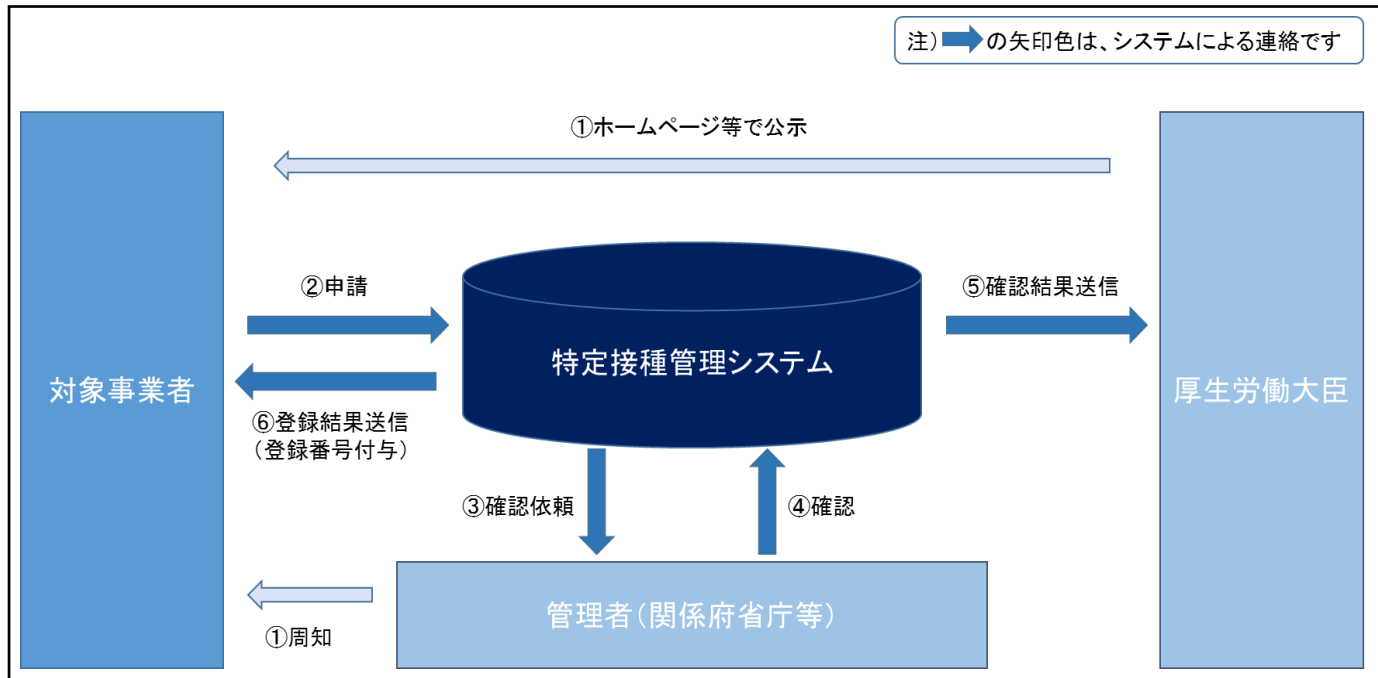 注）の矢印色は、システムによる連絡です
①ホームページ等で公示
対象事業者
②申請
特定接種管理システム
⑤確認結果送信
厚生労働大臣
⑥登録結果送信
（登録番号付与）
③確認依頼
④確認
管理者（関係府省庁等）
①周知